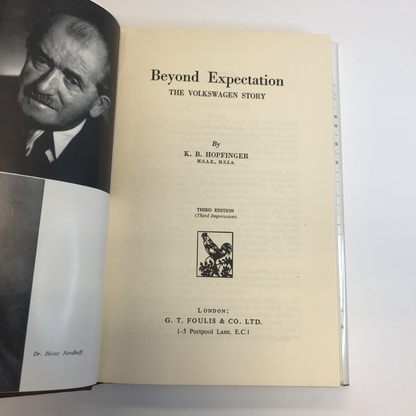 Beyond Expectation
THE VOLKSWAGEN STORY
By
K. B. HOPFINGER
M.S.A.E., M.S.I.A.
THIRD EDITION
(Third Impression)
LONDON:
G. T. FOULIS & CO. LTD.
1-5 Portpool Lane, E.C.1
Dr. Heinz Nordhoff.